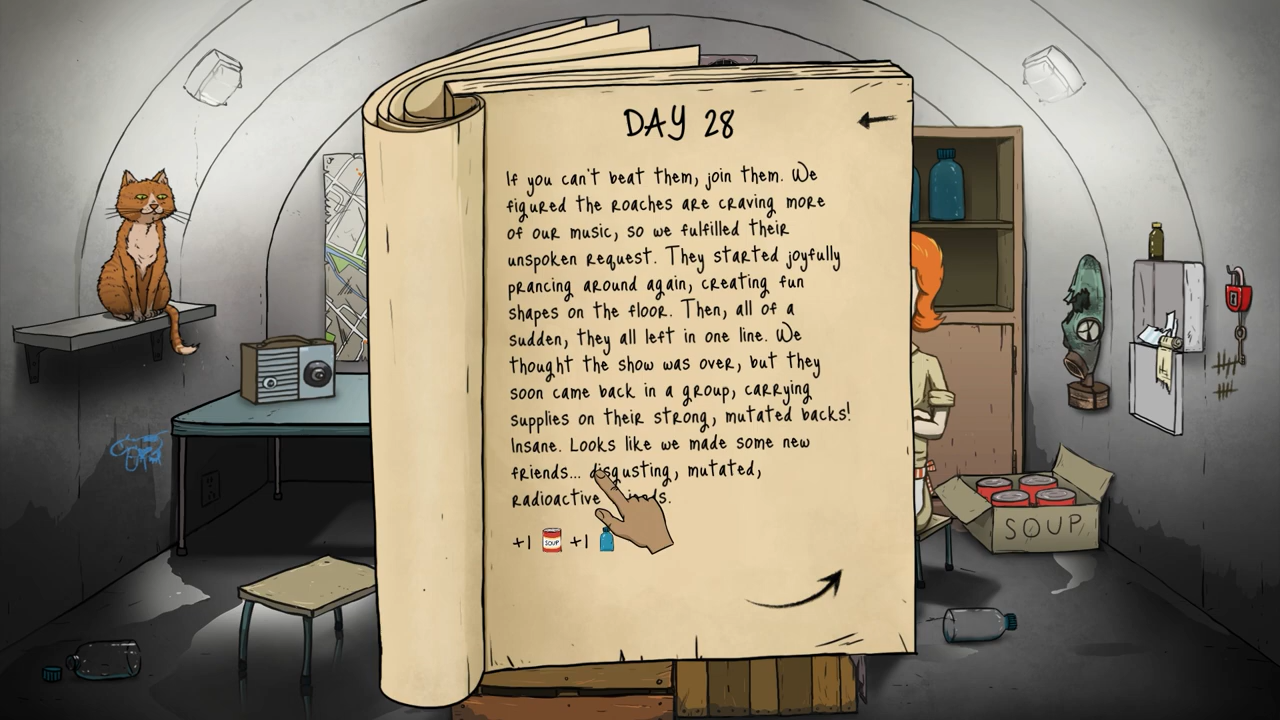 DAY 28
If you can't beat them, join them. We
figured the roaches are craving more
of our music, so we fulfilled their
unspoken request. They started joyfully
prancing around again, creating fun
shapes on the floor. Then, all of a
sudden, they all left in one line. We
thought the show was over, but they
soon came back in a group, carrying
supplies on their strong, mutated backs!
Insane. Looks like we made some new
friends... disgusting, mutated,
radioactive
+1 SOUP +1
SOUP